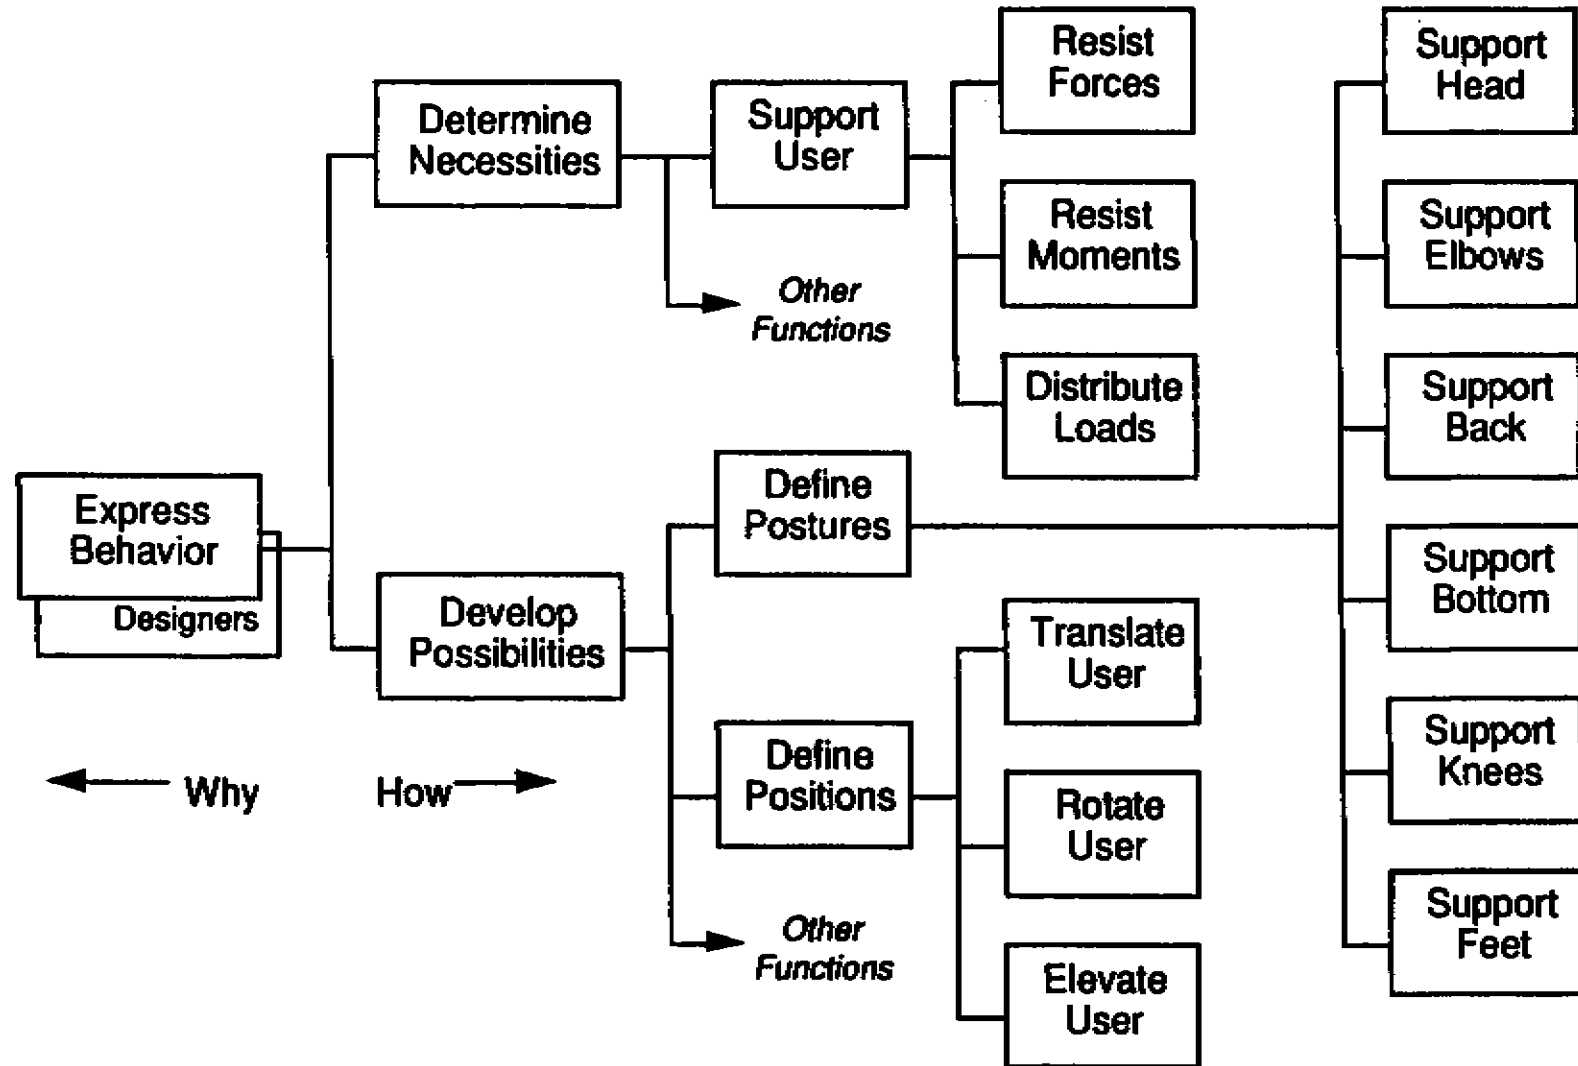 Express
Behavior
Designers
Why
How
Determine
Necessities
Develop
Possibilities
Support
User
Other
Functions
Define
Postures
Define
Positions
Other
Functions
Resist
Forces
Resist
Moments
Distribute
Loads
Translate
User
Rotate
User
Elevate
User
Support
Head
Support
Elbows
Support
Back
Support
Bottom
Support
Knees
Support
Feet